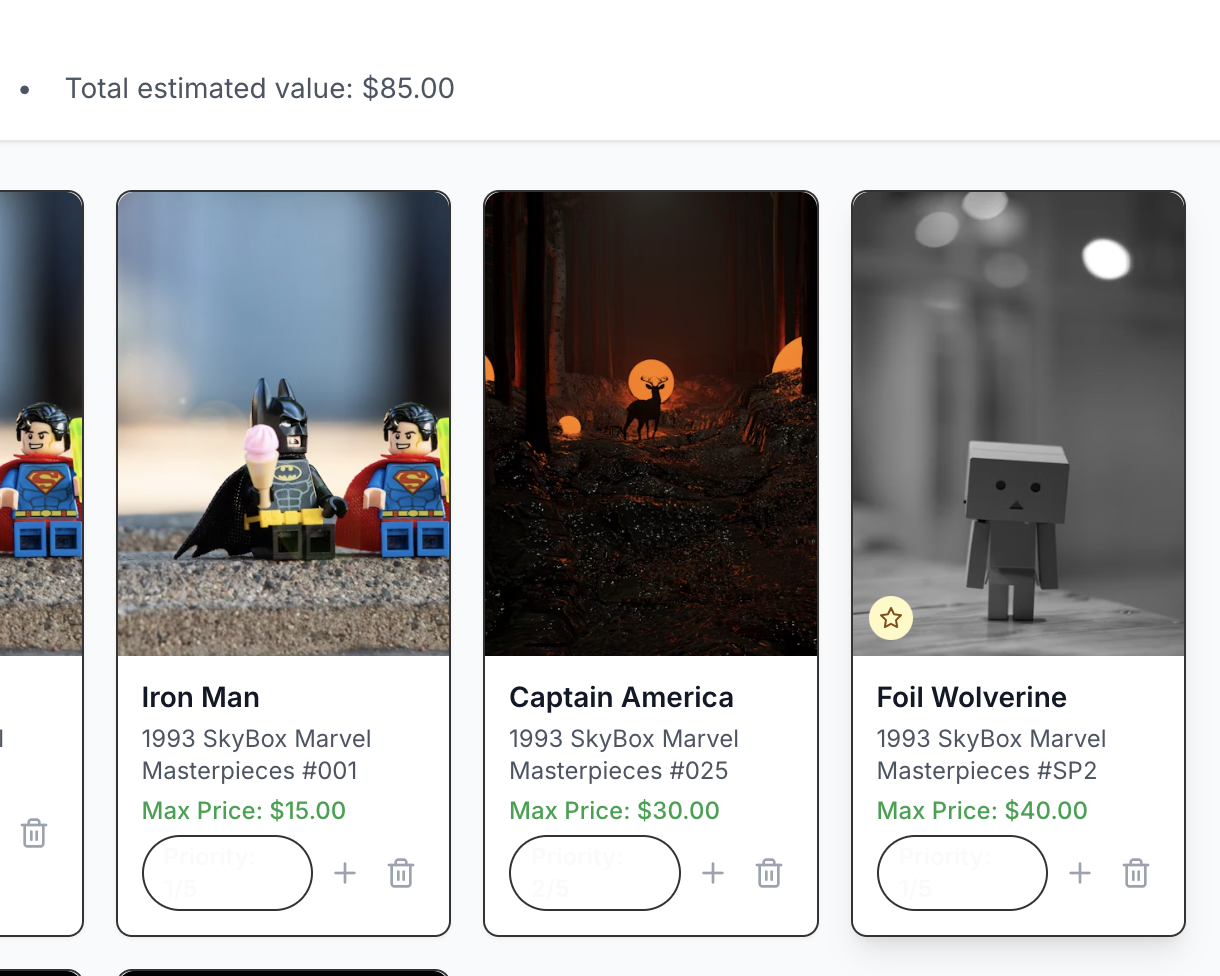 • Total estimated value: $85.00
Iron Man
1993 SkyBox Marvel
Masterpieces #001
Max Price: $15.00
Priority:
1/5
Captain America
1993 SkyBox Marvel
Masterpieces #025
Max Price: $30.00
Priority:
2/5
Foil Wolverine
1993 SkyBox Marvel
Masterpieces #SP2
Max Price: $40.00
Priority:
1/5